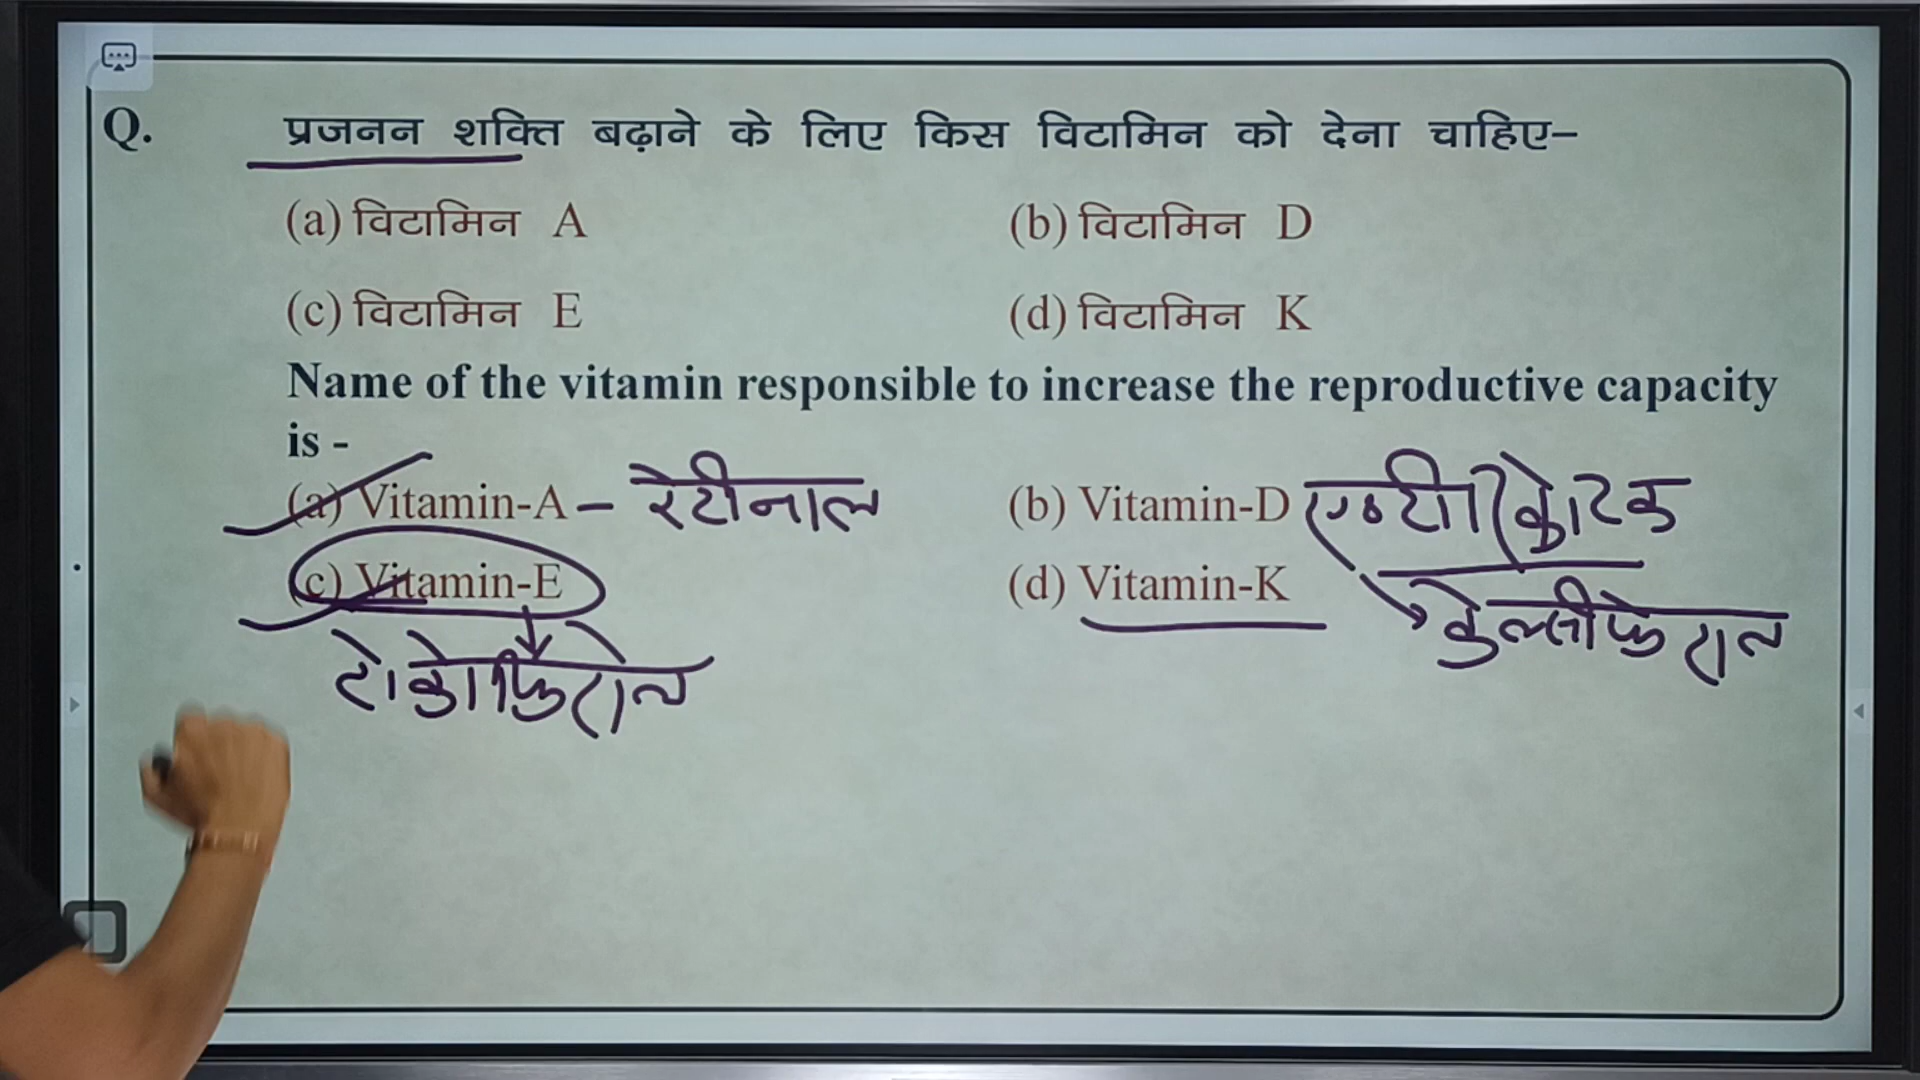 Q. प्रजनन शक्ति बढ़ाने के लिए किस विटामिन को देना चाहिए–
(a) विटामिन A (b) विटामिन D
(c) विटामिन E (d) विटामिन K
Name of the vitamin responsible to increase the reproductive capacity
is -
(a) Vitamin-A – रेटीनाल (b) Vitamin-D
(c) Vitamin-E (d) Vitamin-K
टोकोफिरोल